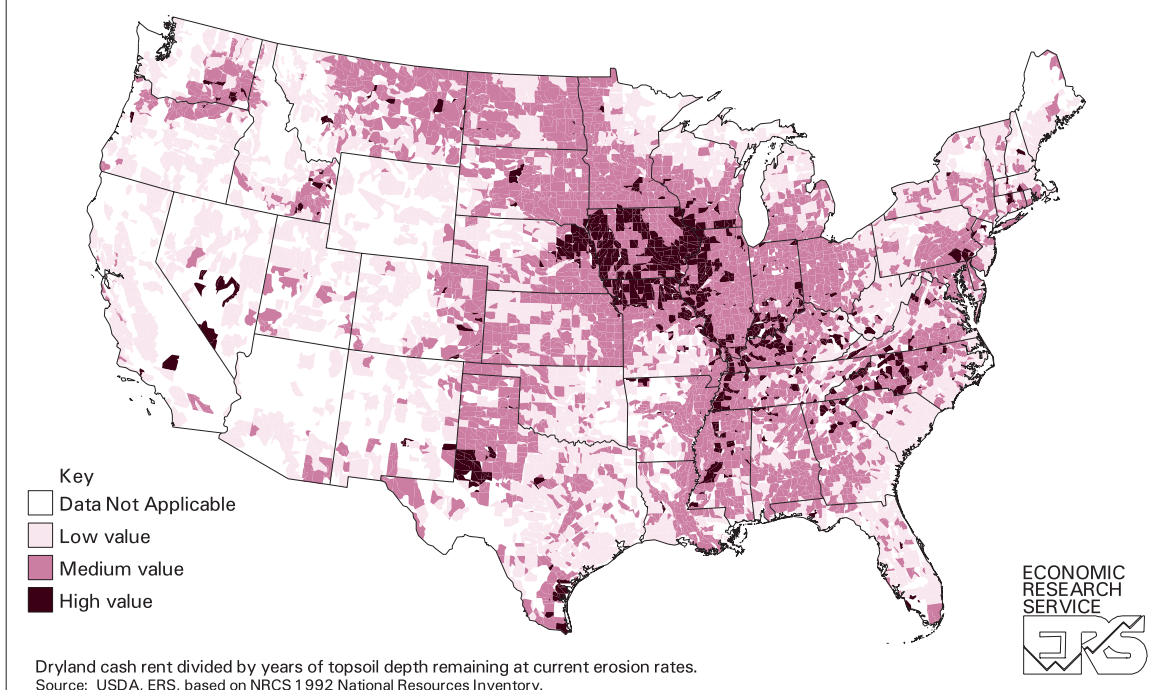 Key
Data Not Applicable
Low value
Medium value
High value
ECONOMIC
RESEARCH
SERVICE
ERS
Dryland cash rent divided by years of topsoil depth remaining at current erosion rates.
Source: USDA, ERS, based on NRCS 1992 National Resources Inventory.